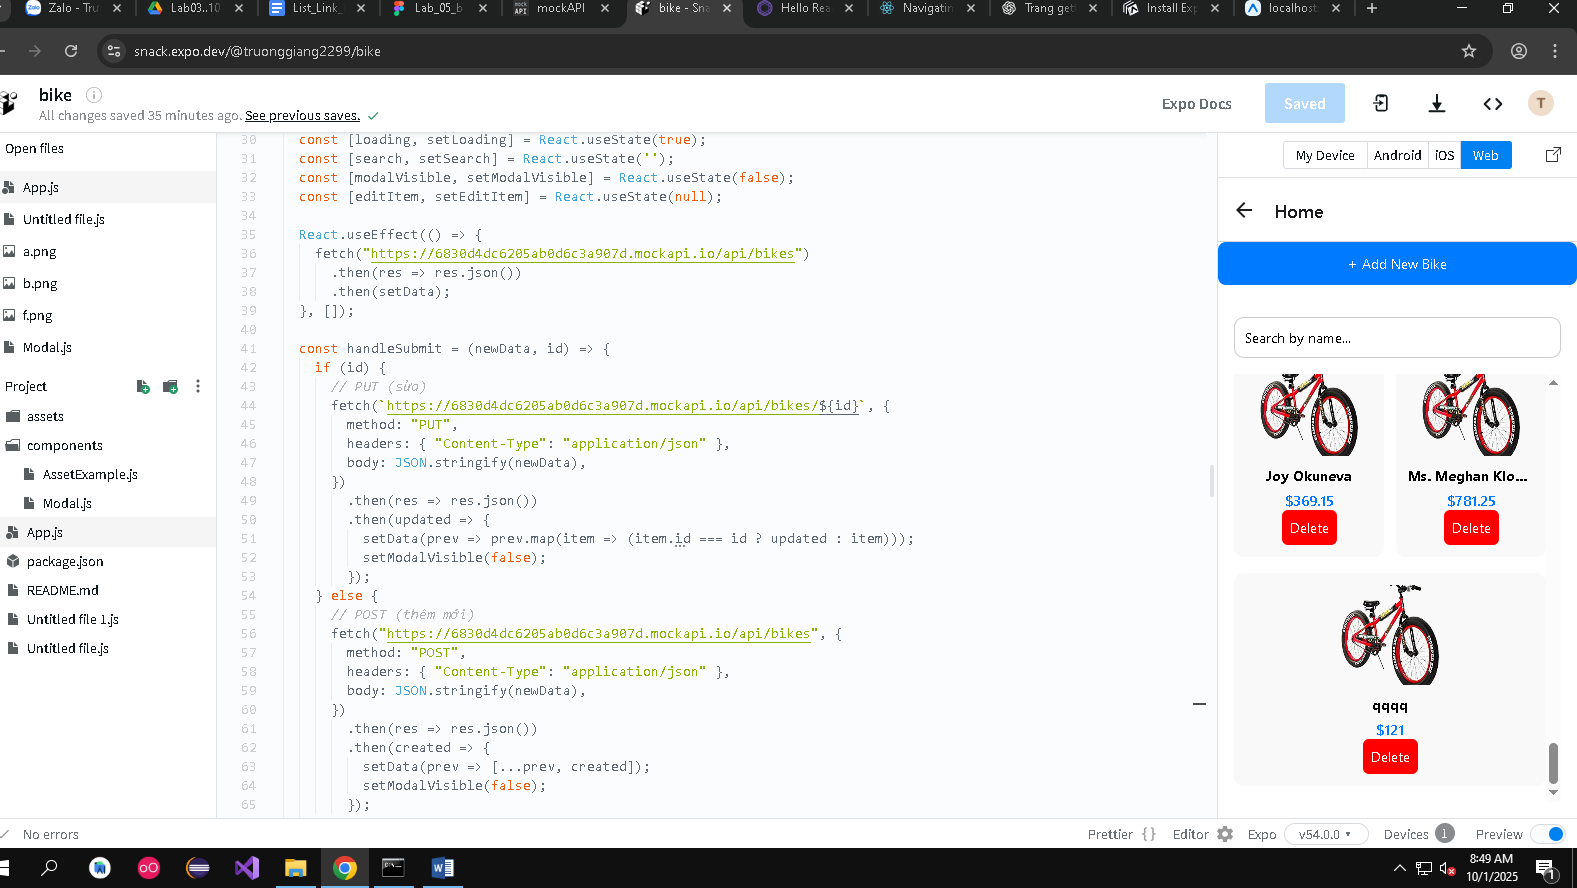 Zalo - Tru
Lab03..10
List_Link_
Lab_05_b
mockAPI
bike - Sna
Hello Rea
Navigatin
Trang get
Install Exp
localhost:
snack.expo.dev/@truonggiang2299/bike
bike
All changes saved 35 minutes ago. See previous saves.
Expo Docs
Saved
T
Open files
App.js
Untitled file.js
a.png
b.png
f.png
Modal.js
Project
assets
components
AssetExample.js
Modal.js
App.js
package.json
README.md
Untitled file 1.js
Untitled file.js
30 const [loading, setLoading] = React.useState(true);
31 const [search, setSearch] = React.useState('');
32 const [modalVisible, setModalVisible] = React.useState(false);
33 const [editItem, setEditItem] = React.useState(null);
34
35 React.useEffect(() => {
36 fetch("https://6830d4dc6205ab0d6c3a907d.mockapi.io/api/bikes")
37 .then(res => res.json())
38 .then(setData);
39 }, []);
40
41 const handleSubmit = (newData, id) => {
42 if (id) {
43 // PUT (sửa)
44 fetch(`https://6830d4dc6205ab0d6c3a907d.mockapi.io/api/bikes/${id}`, {
45 method: "PUT",
46 headers: { "Content-Type": "application/json" },
47 body: JSON.stringify(newData),
48 })
49 .then(res => res.json())
50 .then(updated => {
51 setData(prev => prev.map(item => (item.id === id ? updated : item)));
52 setModalVisible(false);
53 });
54 } else {
55 // POST (thêm mới)
56 fetch("https://6830d4dc6205ab0d6c3a907d.mockapi.io/api/bikes", {
57 method: "POST",
58 headers: { "Content-Type": "application/json" },
59 body: JSON.stringify(newData),
60 })
61 .then(res => res.json())
62 .then(created => {
63 setData(prev => [...prev, created]);
64 setModalVisible(false);
65 });
My Device
Android
iOS
Web
Home
+ Add New Bike
Search by name...
Joy Okuneva
$369.15
Delete
Ms. Meghan Klo...
$781.25
Delete
qqqq
$121
Delete
No errors
Prettier {}
Editor
Expo
v54.0.0
Devices 1
Preview
8:49 AM
10/1/2025
1